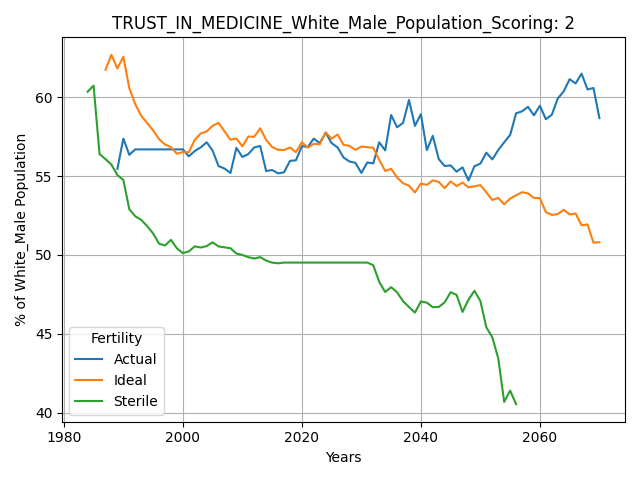 TRUST_IN_MEDICINE_White_Male_Population_Scoring: 2
% of White_Male Population
60
55
50
45
40
Fertility
Actual
Ideal
Sterile
1980
2000
2020
2040
2060
Years